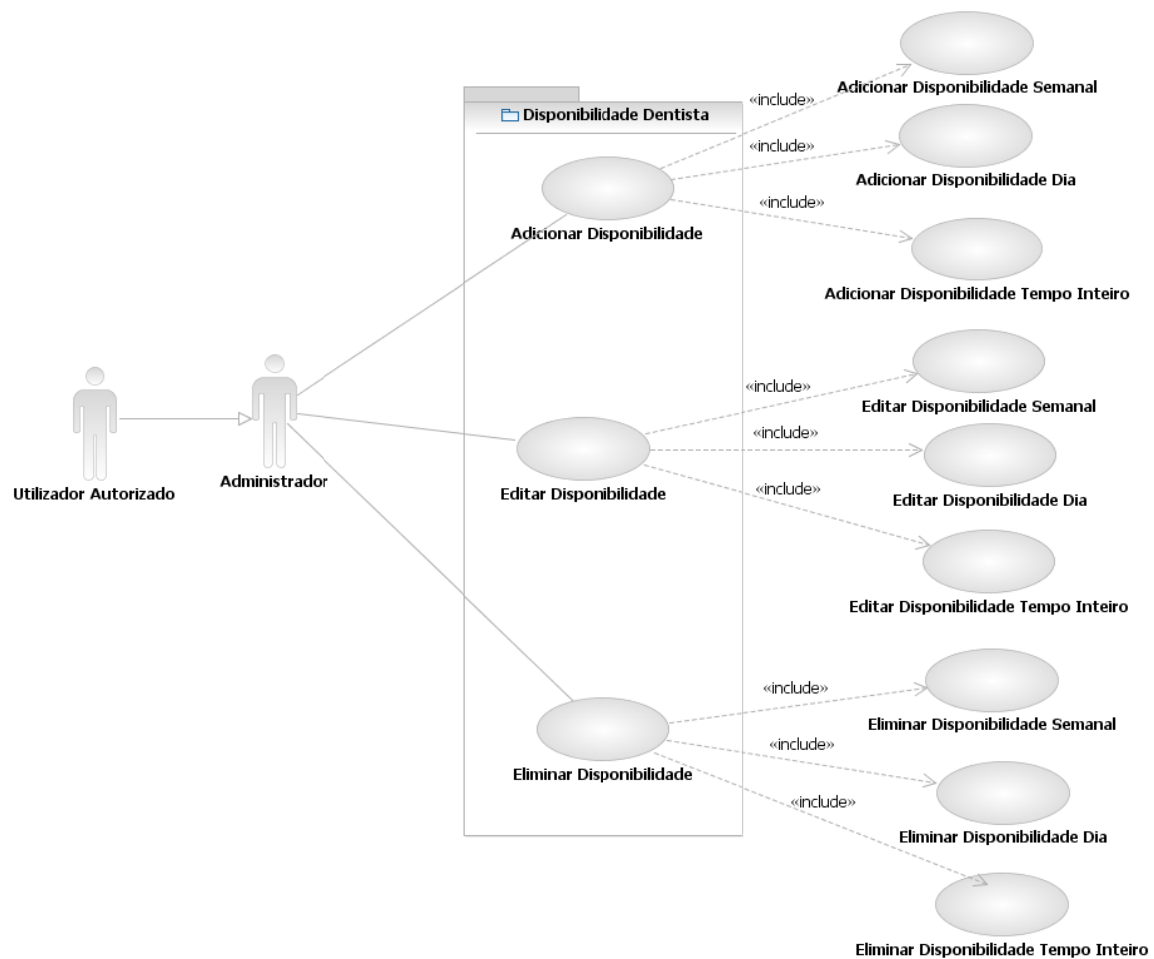 Adicionar Disponibilidade Semanal
«include»
Disponibilidade Dentista
«include»
Adicionar Disponibilidade Dia
«include»
Adicionar Disponibilidade
Adicionar Disponibilidade Tempo Inteiro
«include»
Editar Disponibilidade Semanal
«include»
Utilizador Autorizado
Administrador
Editar Disponibilidade
«include»
Editar Disponibilidade Dia
Editar Disponibilidade Tempo Inteiro
«include»
Eliminar Disponibilidade Semanal
«include»
Eliminar Disponibilidade
«include»
Eliminar Disponibilidade Dia
Eliminar Disponibilidade Tempo Inteiro